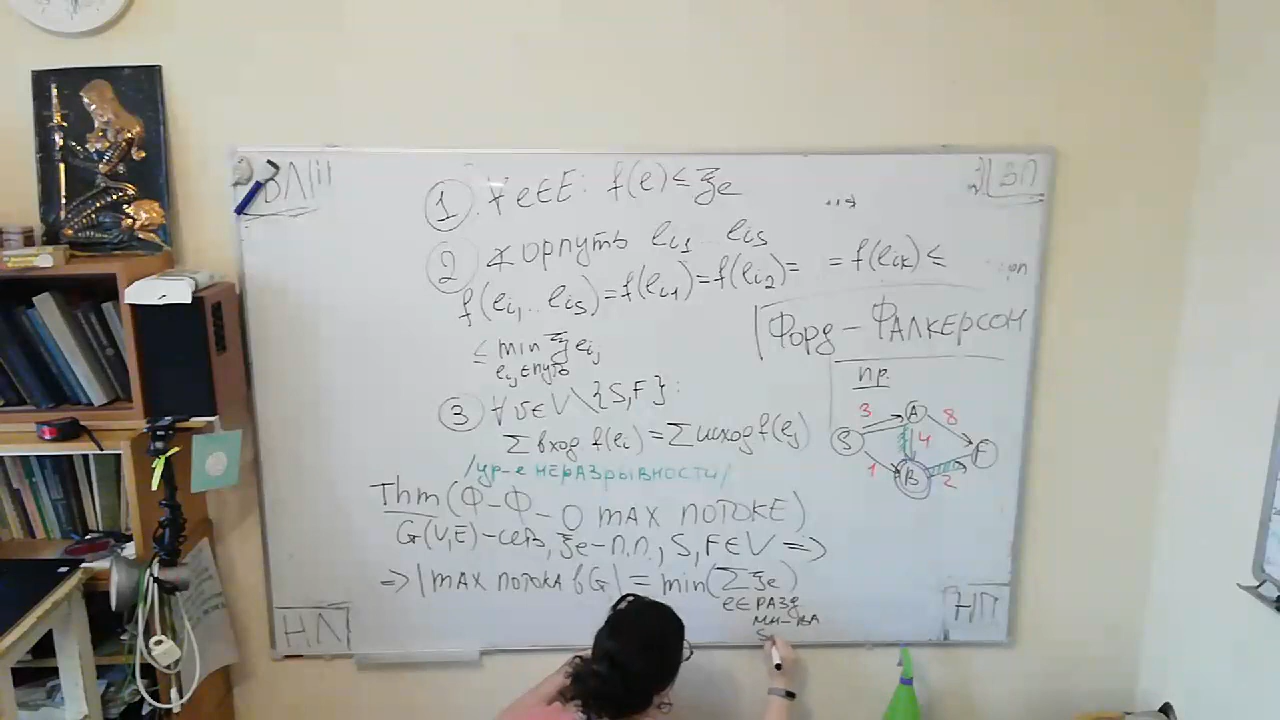 ВЛ
ВП
① ∀ e∈E: f(e) ≤ ξe
② ∡ орпуть ei₁ .. eis
f(ei₁ .. eis) = f(ei₁) = f(ei₂) = = f(eik) ≤
≤ min ξeij
eij ∈ путь
③ ∀ v∈V \ {S,F}:
∑ вход f(ei) = ∑ исход f(ej)
/ур-е неразрывности/
Форд – Фалкерсон
пр.
S A B F
3 8 4 1 2
Thm (Ф-Ф-О max потоке)
G(V,E) – сеть, ξe – п.п., S, F∈V =>
=> |max потока в G| = min(∑ ξe)
e∈ разд
мн-ва
S
НЛ
НП